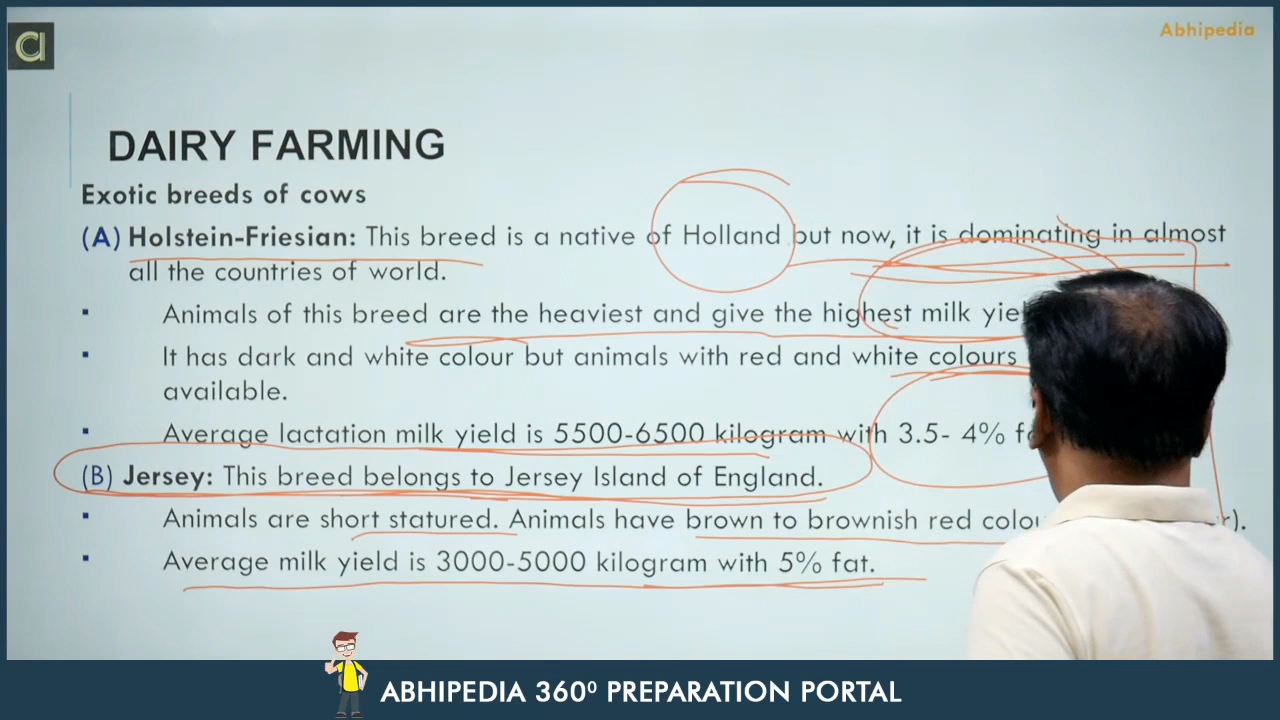 Abhipedia
DAIRY FARMING
Exotic breeds of cows
(A) Holstein-Friesian: This breed is a native of Holland but now, it is dominating in almost
all the countries of world.
▪ Animals of this breed are the heaviest and give the highest milk
▪ It has dark and white colour but animals with red and white colours
available.
▪ Average lactation milk yield is 5500-6500 kilogram with 3.5- 4%
(B) Jersey: This breed belongs to Jersey Island of England.
▪ Animals are short statured. Animals have brown to brownish red
▪ Average milk yield is 3000-5000 kilogram with 5% fat.
ABHIPEDIA 360⁰ PREPARATION PORTAL